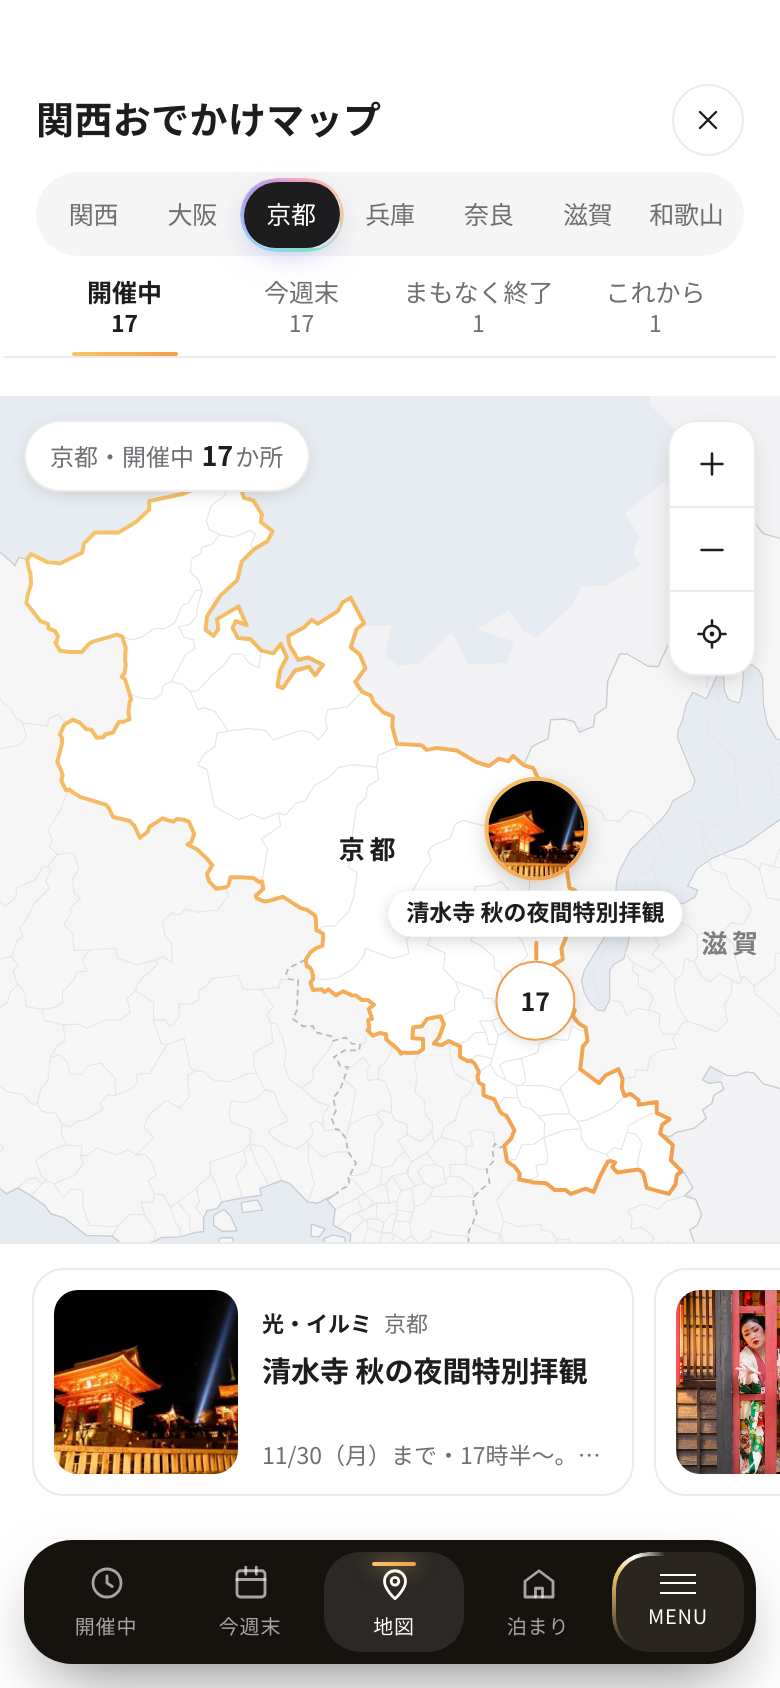 関西おでかけマップ
関西 大阪 京都 兵庫 奈良 滋賀 和歌山
開催中 今週末 まもなく終了 これから
17 17 1 1
京都・開催中 17か所
京都
清水寺 秋の夜間特別拝観
滋賀
17
光・イルミ 京都
清水寺 秋の夜間特別拝観
11/30（月）まで・17時半〜。…
開催中 今週末 地図 泊まり MENU